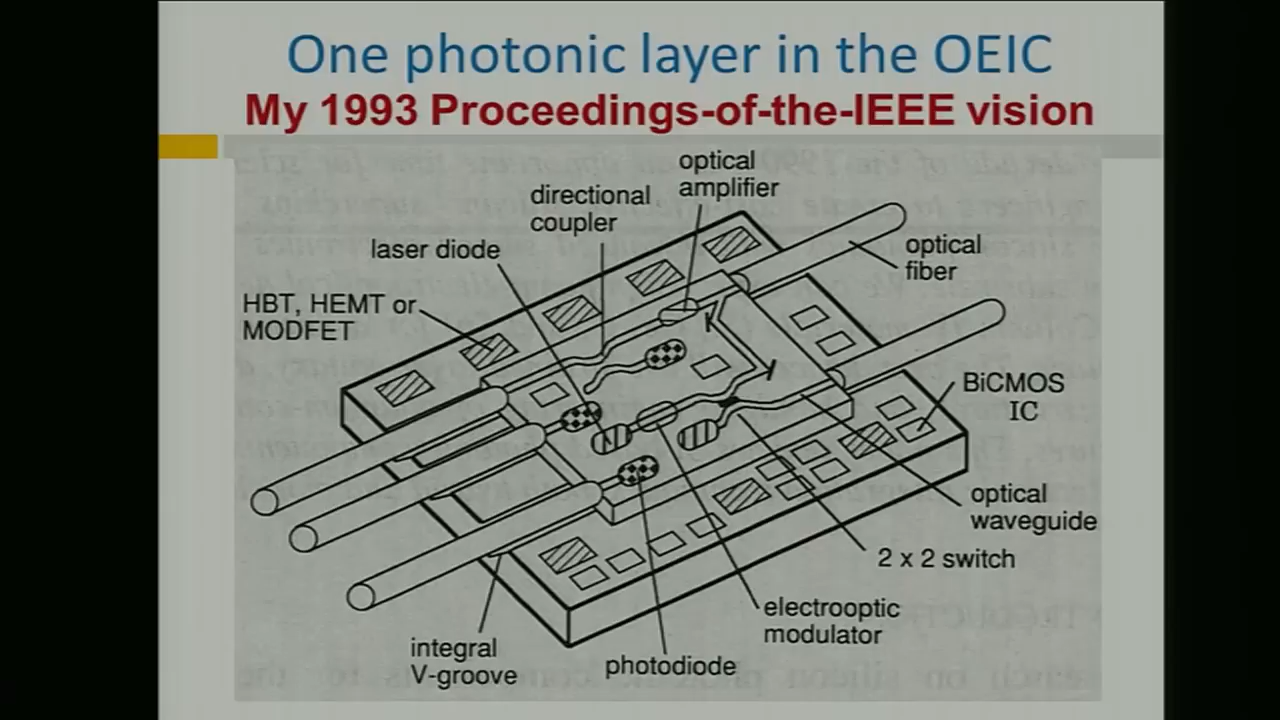 One photonic layer in the OEIC
My 1993 Proceedings-of-the-IEEE vision
optical
amplifier
directional
coupler
laser diode
optical
fiber
HBT, HEMT or
MODFET
BiCMOS
IC
optical
waveguide
2 x 2 switch
electrooptic
modulator
integral
V-groove
photodiode